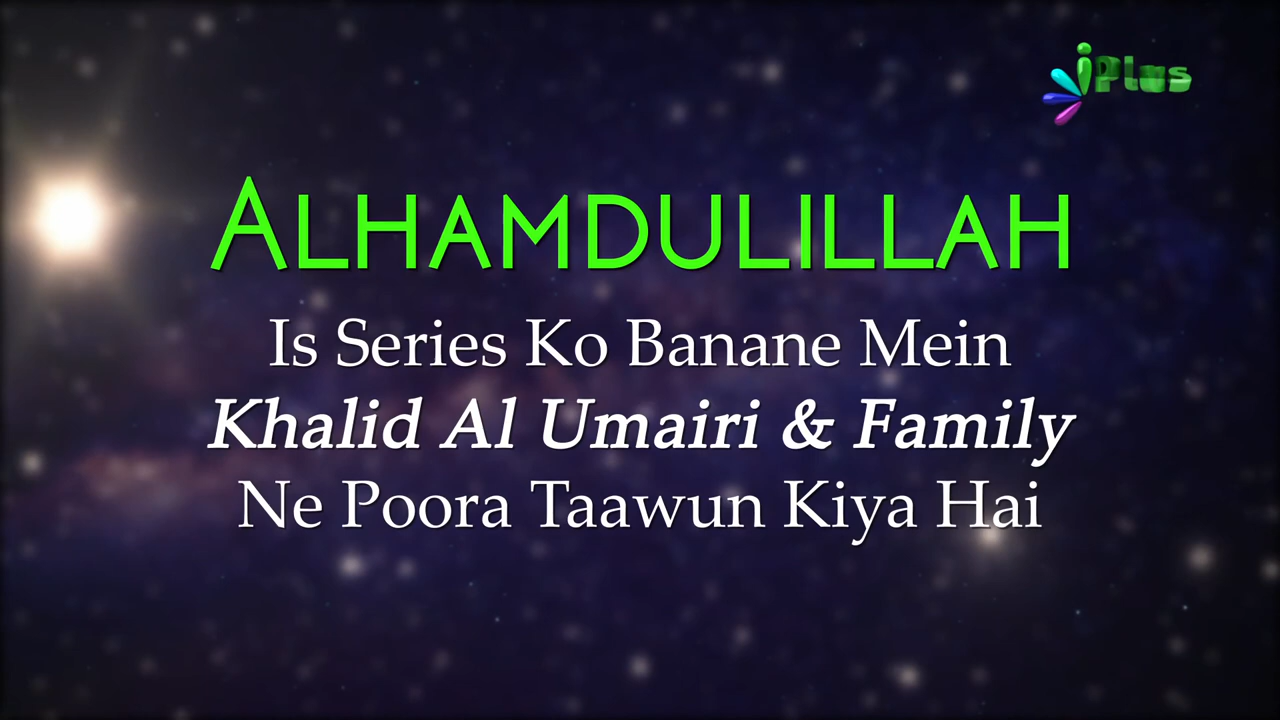 iPlus
ALHAMDULILLAH
Is Series Ko Banane Mein
Khalid Al Umairi & Family
Ne Poora Taawun Kiya Hai